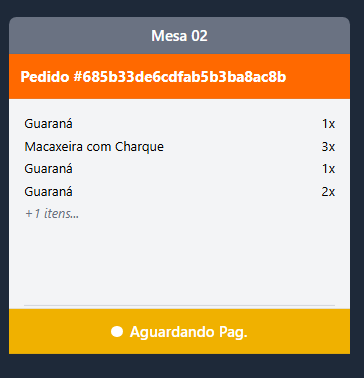 Mesa 02
Pedido #685b33de6cdfab5b3ba8ac8b
Guaraná 1x
Macaxeira com Charque 3x
Guaraná 1x
Guaraná 2x
+1 itens...
Aguardando Pag.